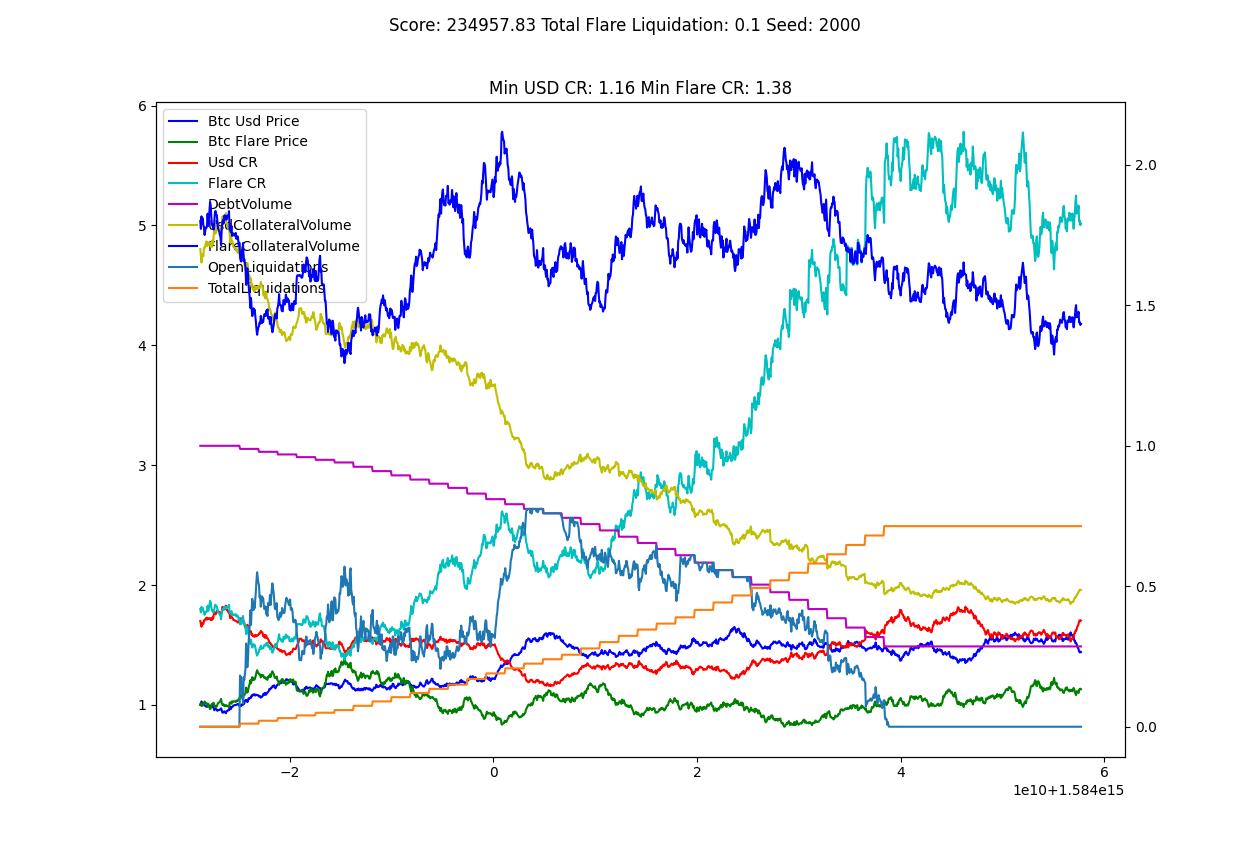 Score: 234957.83 Total Flare Liquidation: 0.1 Seed: 2000
Min USD CR: 1.16 Min Flare CR: 1.38
Btc Usd Price
Btc Flare Price
Usd CR
Flare CR
DebtVolume
UsdCollateralVolume
FlareCollateralVolume
OpenLiquidations
TotalLiquidations
6
5
4
3
2
1
2.0
1.5
1.0
0.5
0.0
−2
0
2
4
6
1e10+1.584e15